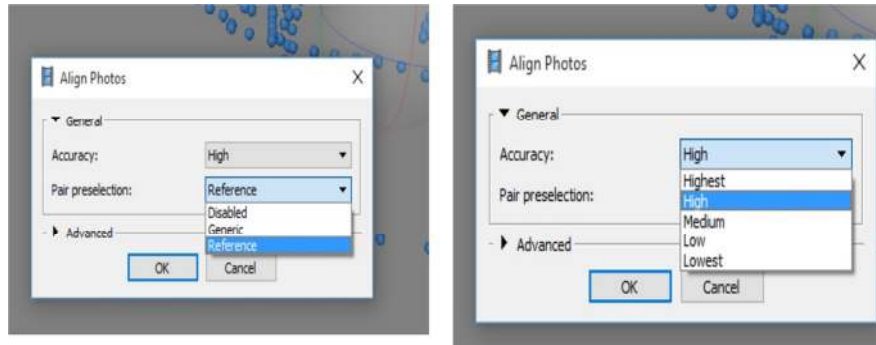 Align Photos
General
Accuracy: High
Pair preselection: Reference
Disabled
Generic
Reference
Advanced
OK Cancel
Align Photos
General
Accuracy: High
Highest
Pair preselection:
High
Medium
Low
Advanced
Lowest
OK Cancel